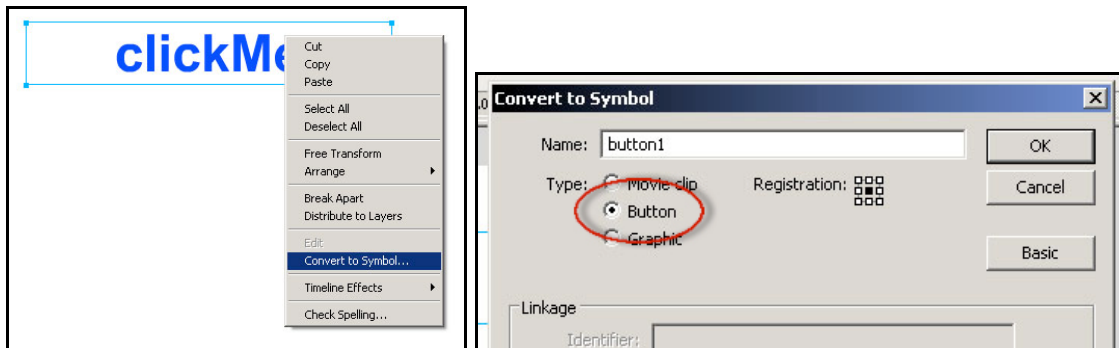 clickMe
Cut
Copy
Paste
Select All
Deselect All
Free Transform
Arrange
Break Apart
Distribute to Layers
Edit
Convert to Symbol...
Timeline Effects
Check Spelling...
Convert to Symbol
Name: button1
OK
Type: Movie clip
Registration:
Cancel
Button
Graphic
Basic
Linkage
Identifier: